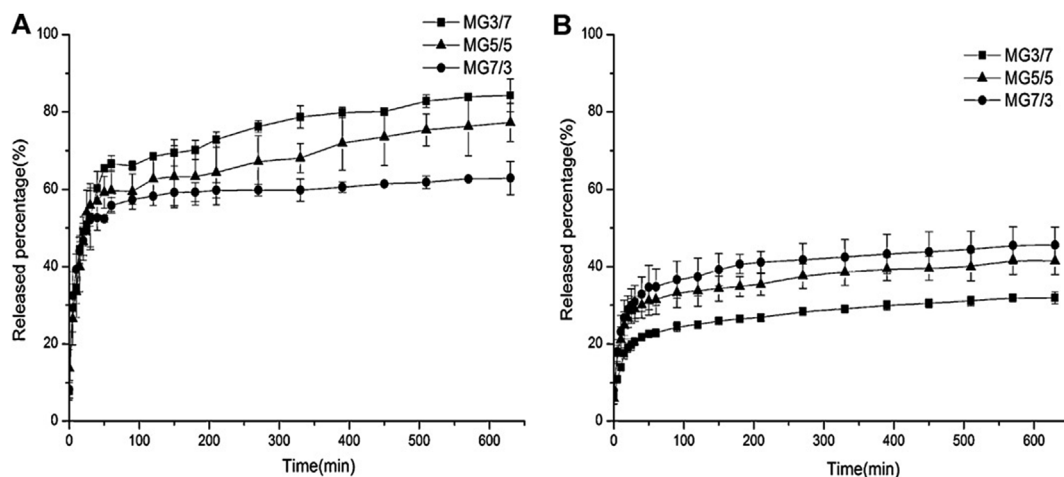 A
MG3/7
MG5/5
MG7/3
100
80
60
40
20
0
Released percentage(%)
0 100 200 300 400 500 600
Time(min)
B
MG3/7
MG5/5
MG7/3
100
80
60
40
20
0
Released percentage(%)
0 100 200 300 400 500 600
Time(min)